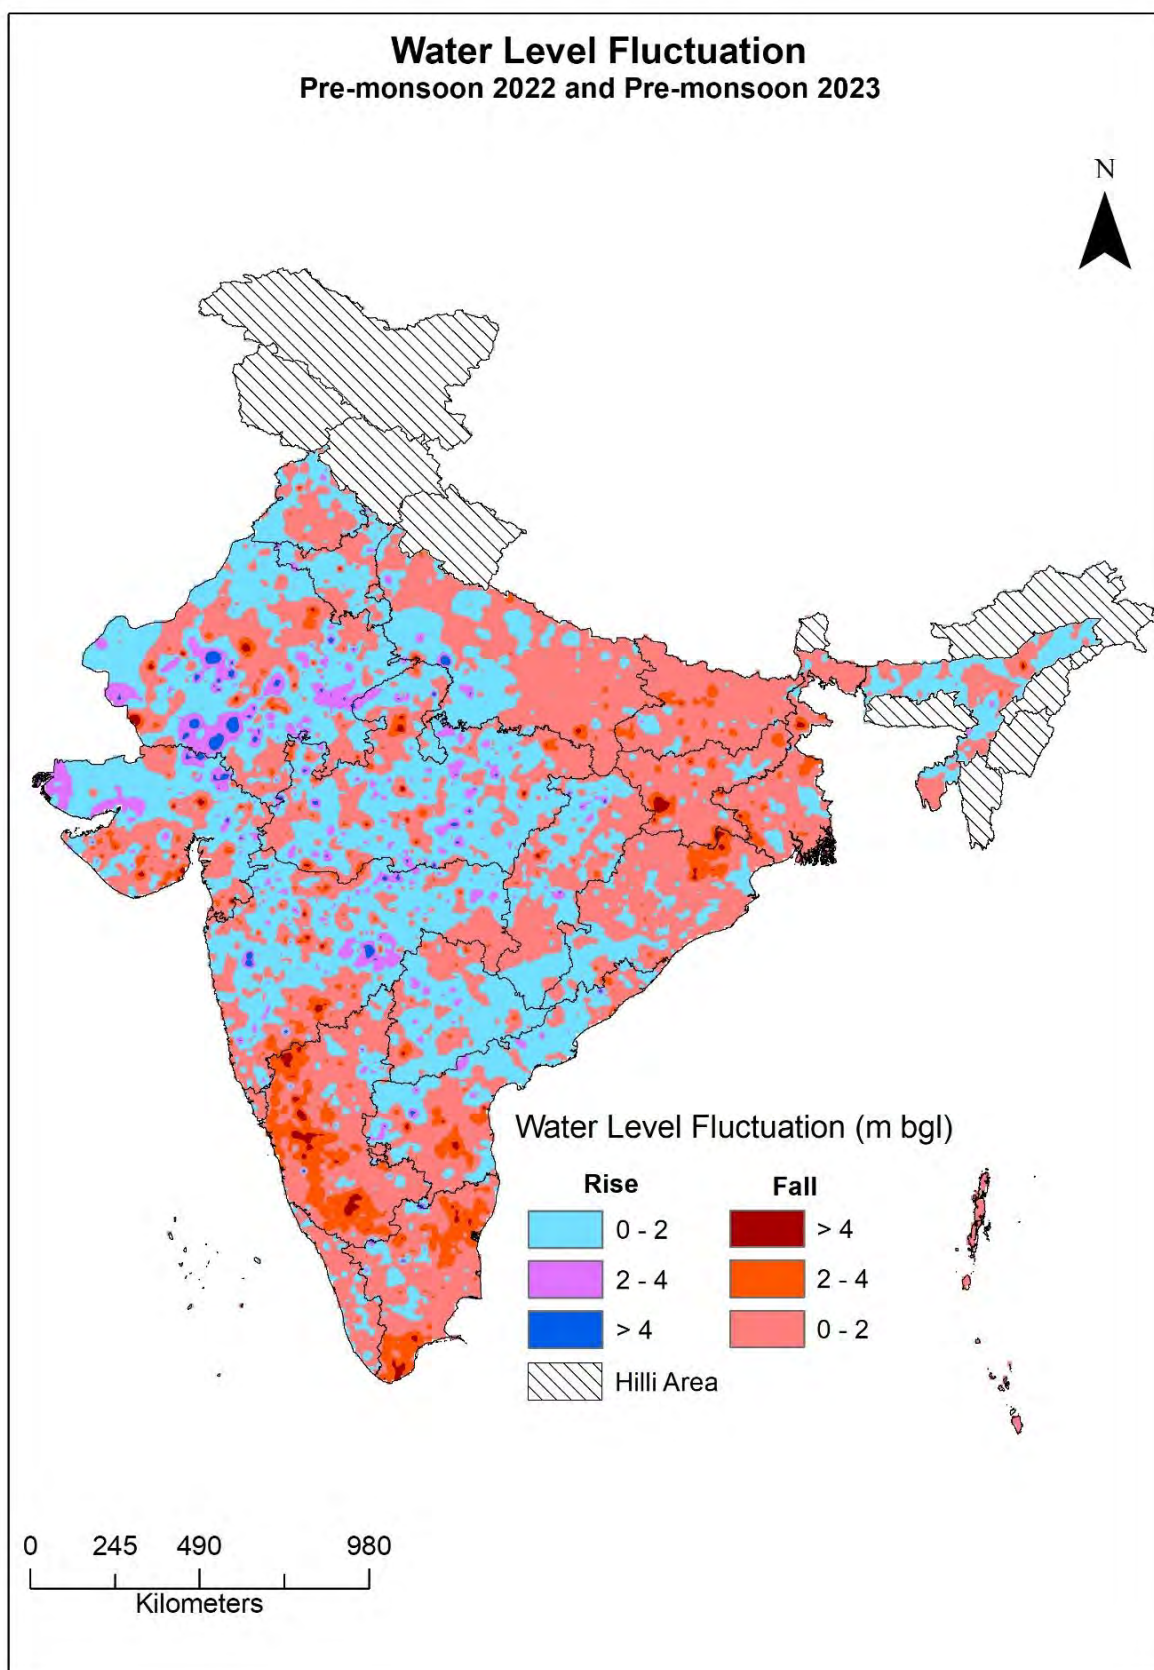 Water Level Fluctuation
Pre-monsoon 2022 and Pre-monsoon 2023
N
Water Level Fluctuation (m bgl)
Rise Fall
0 - 2 > 4
2 - 4 2 - 4
> 4 0 - 2
Hilli Area
0 245 490 980
Kilometers